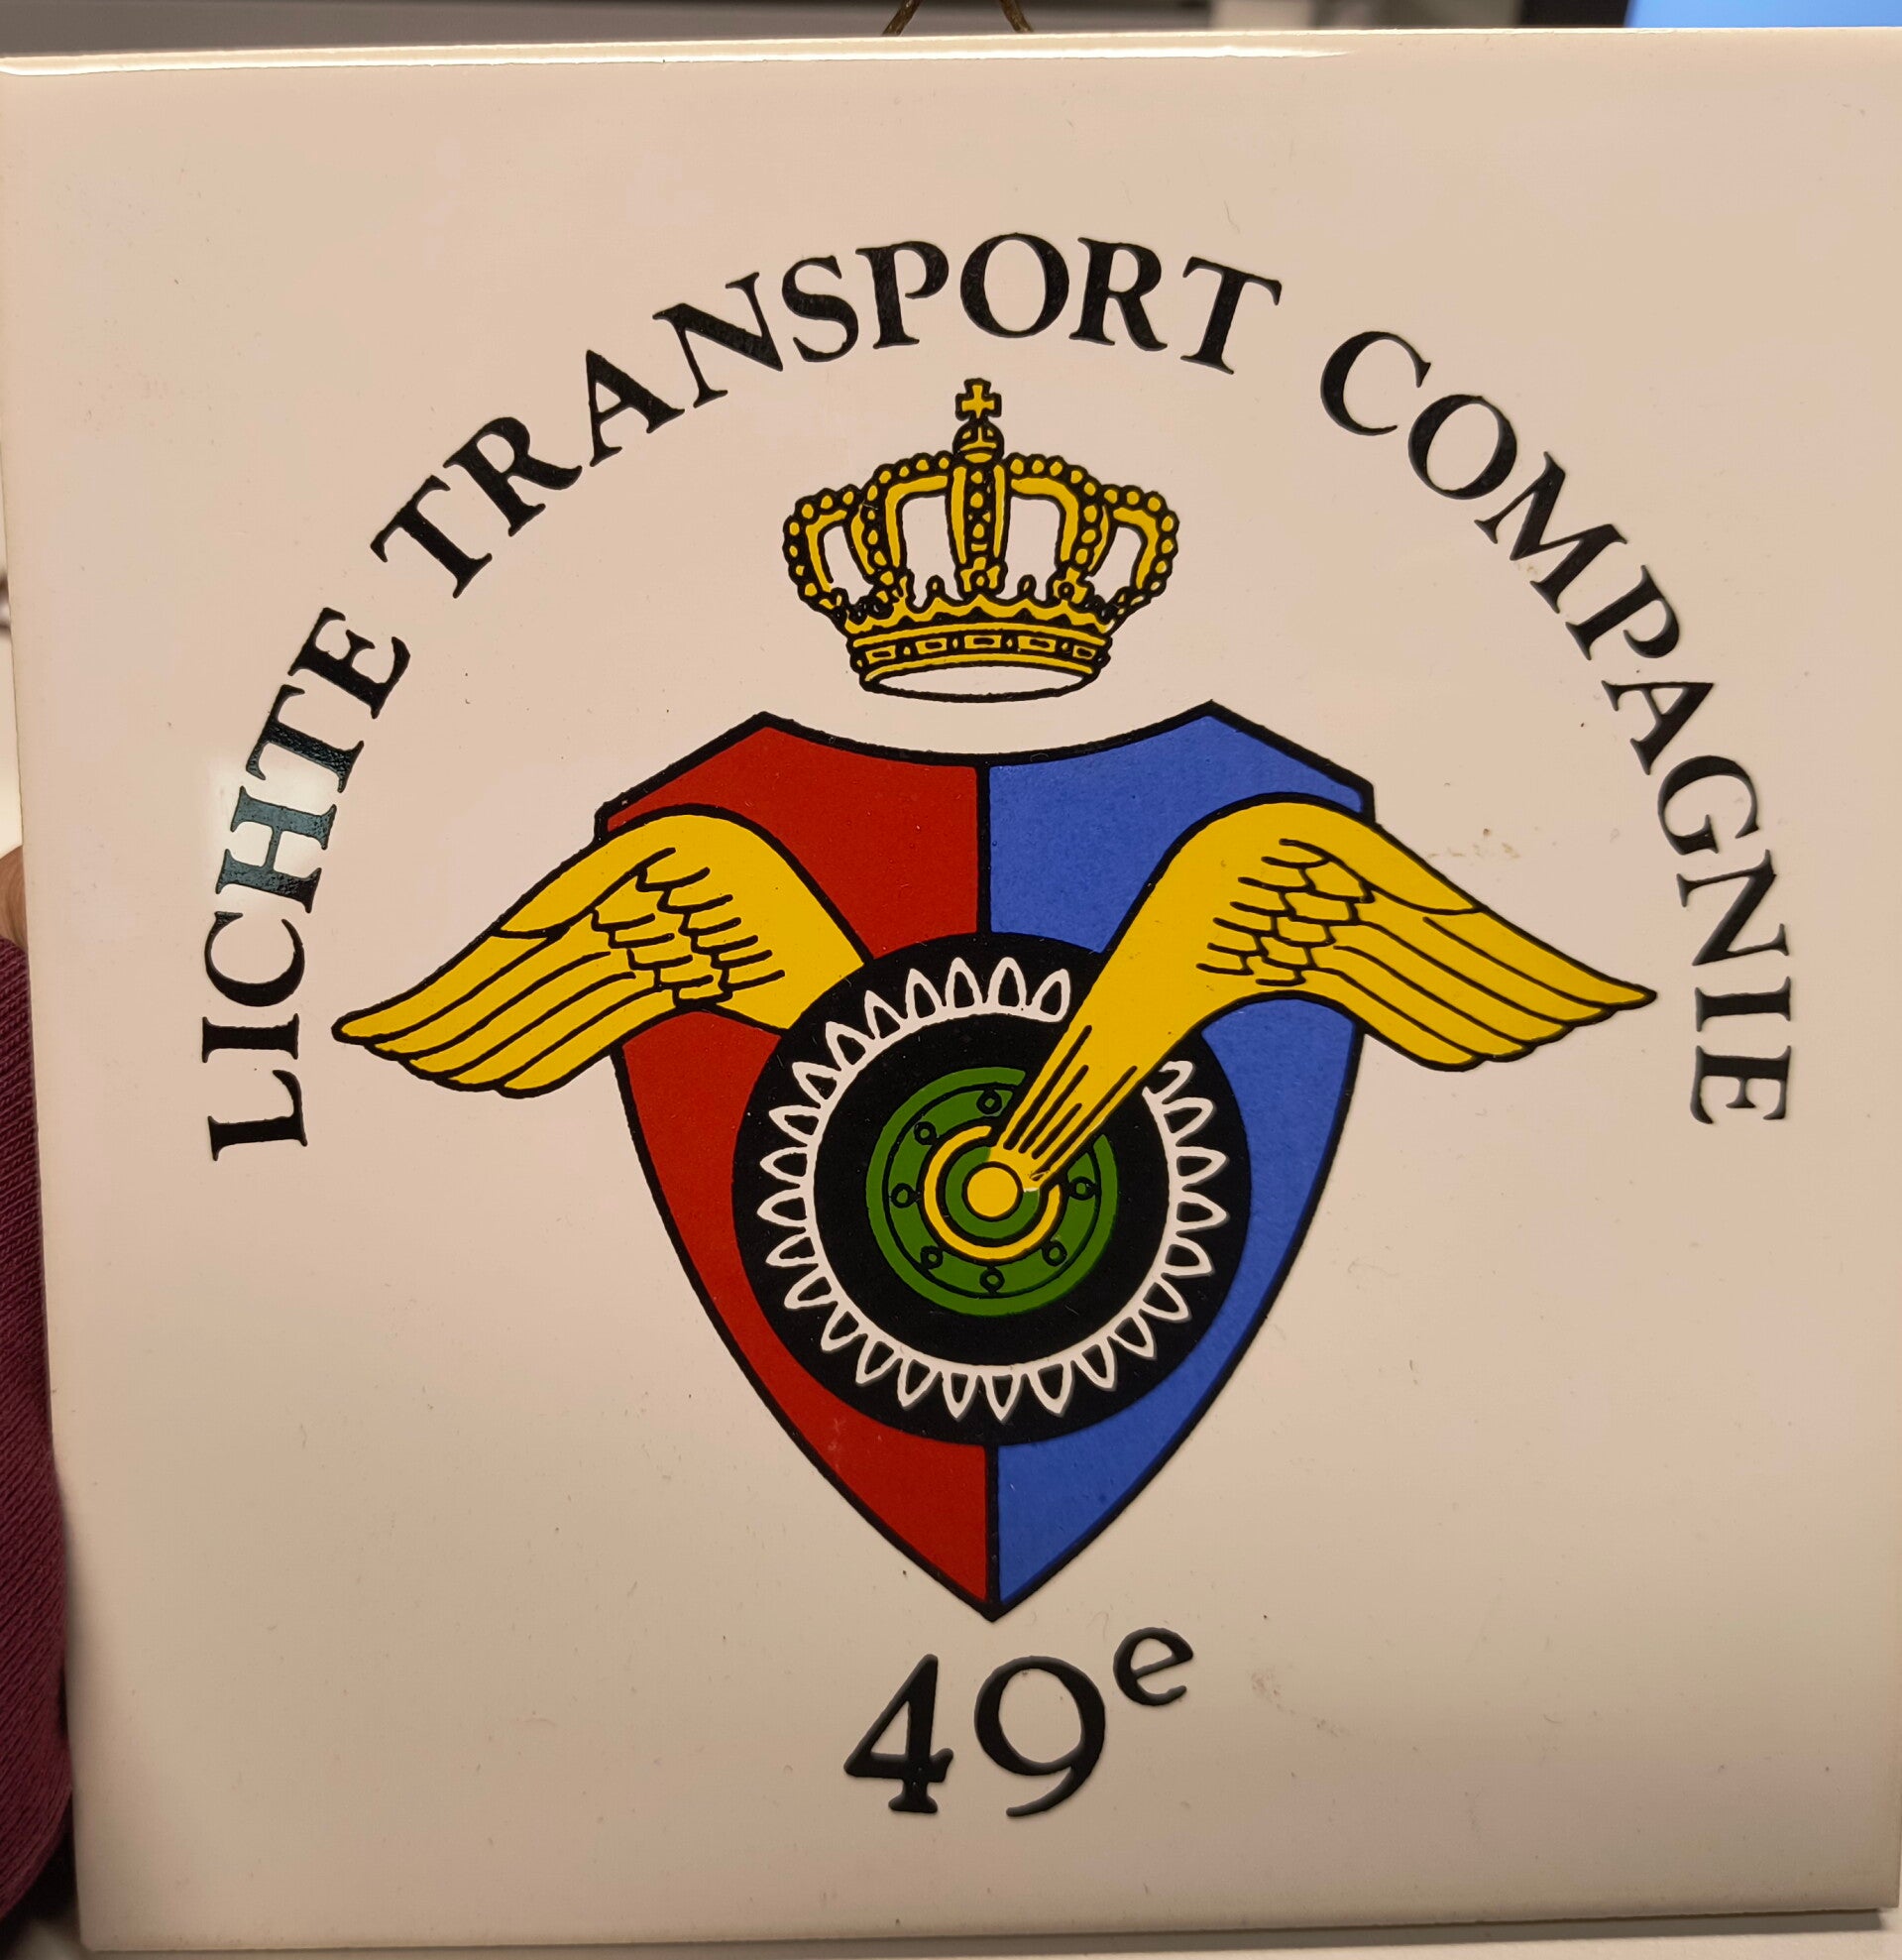 LICHTE TRANSPORT COMPAGNIE
49e